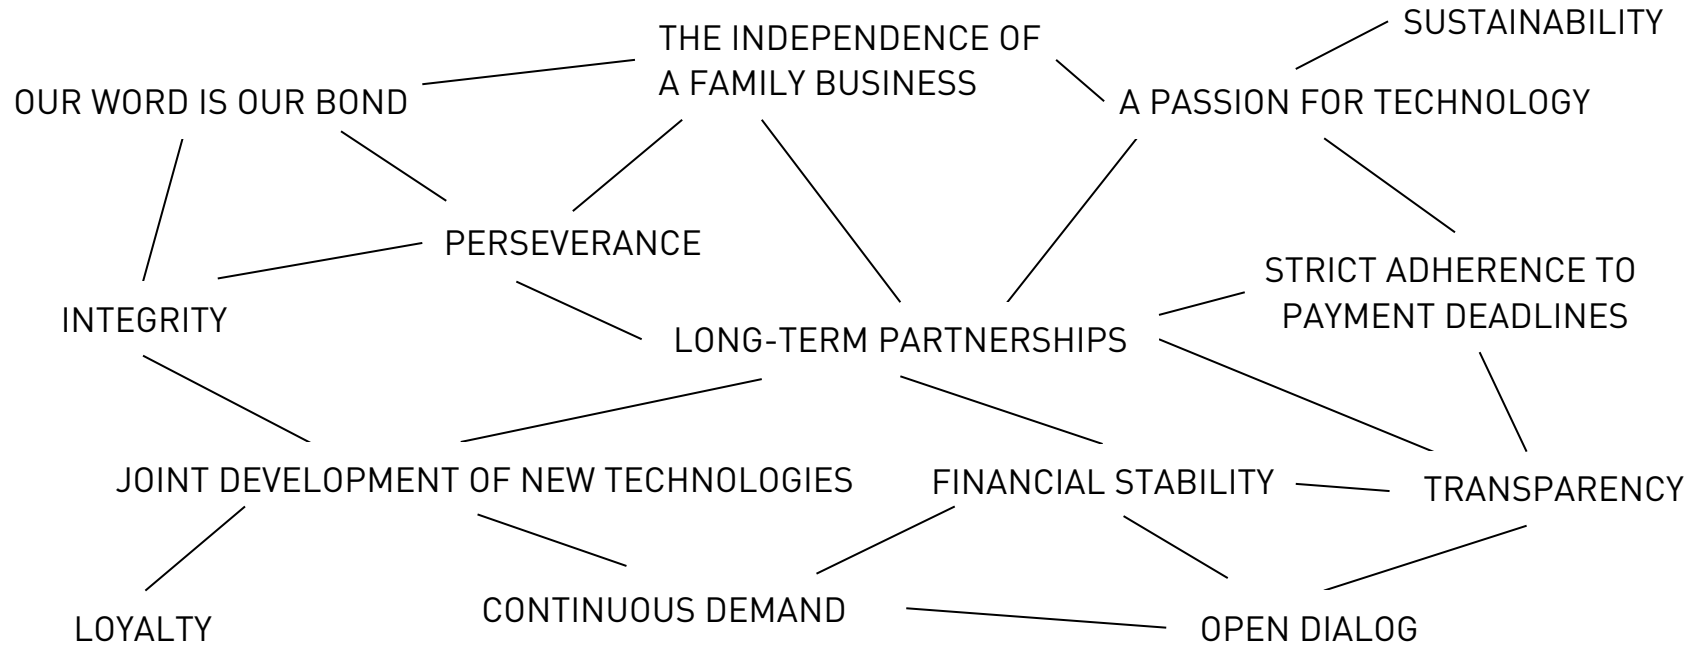 SUSTAINABILITY
THE INDEPENDENCE OF
A FAMILY BUSINESS
OUR WORD IS OUR BOND
A PASSION FOR TECHNOLOGY
PERSEVERANCE
STRICT ADHERENCE TO
PAYMENT DEADLINES
INTEGRITY
LONG-TERM PARTNERSHIPS
JOINT DEVELOPMENT OF NEW TECHNOLOGIES
FINANCIAL STABILITY
TRANSPARENCY
CONTINUOUS DEMAND
LOYALTY
OPEN DIALOG